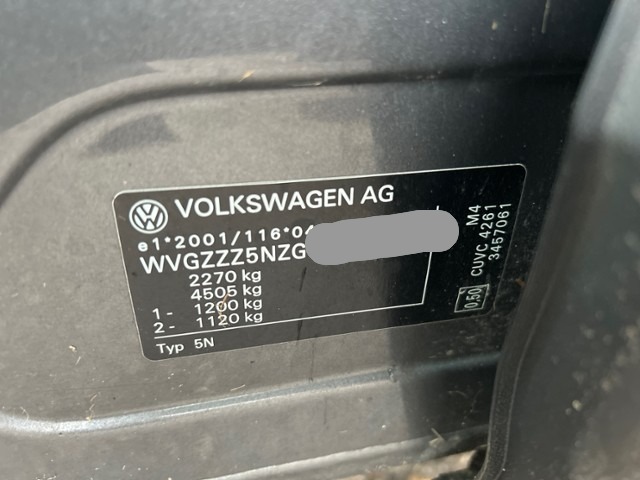 VOLKSWAGEN AG
e1*2001/116*04
WVGZZZ5NZG
2270 kg
4505 kg
1- 1200 kg
2- 1120 kg
Typ 5N
0.50
CUVC 4261 M4
3457061